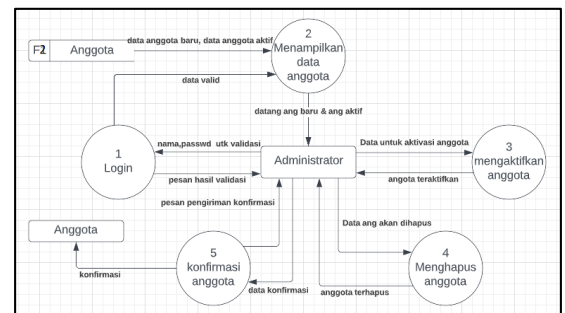 data anggota baru, data anggota aktif
F2 Anggota
2
Menampilkan
data
anggota
data valid
datang ang baru & ang aktif
nama,passwd utk validasi
Data untuk aktivasi anggota
1
Login
Administrator
3
mengaktifkan
anggota
pesan hasil validasi
angota teraktifkan
pesan pengiriman konfirmasi
Anggota
Data ang akan dihapus
5
konfirmasi
anggota
4
Menghapus
anggota
konfirmasi
data konfirmasi
anggota terhapus